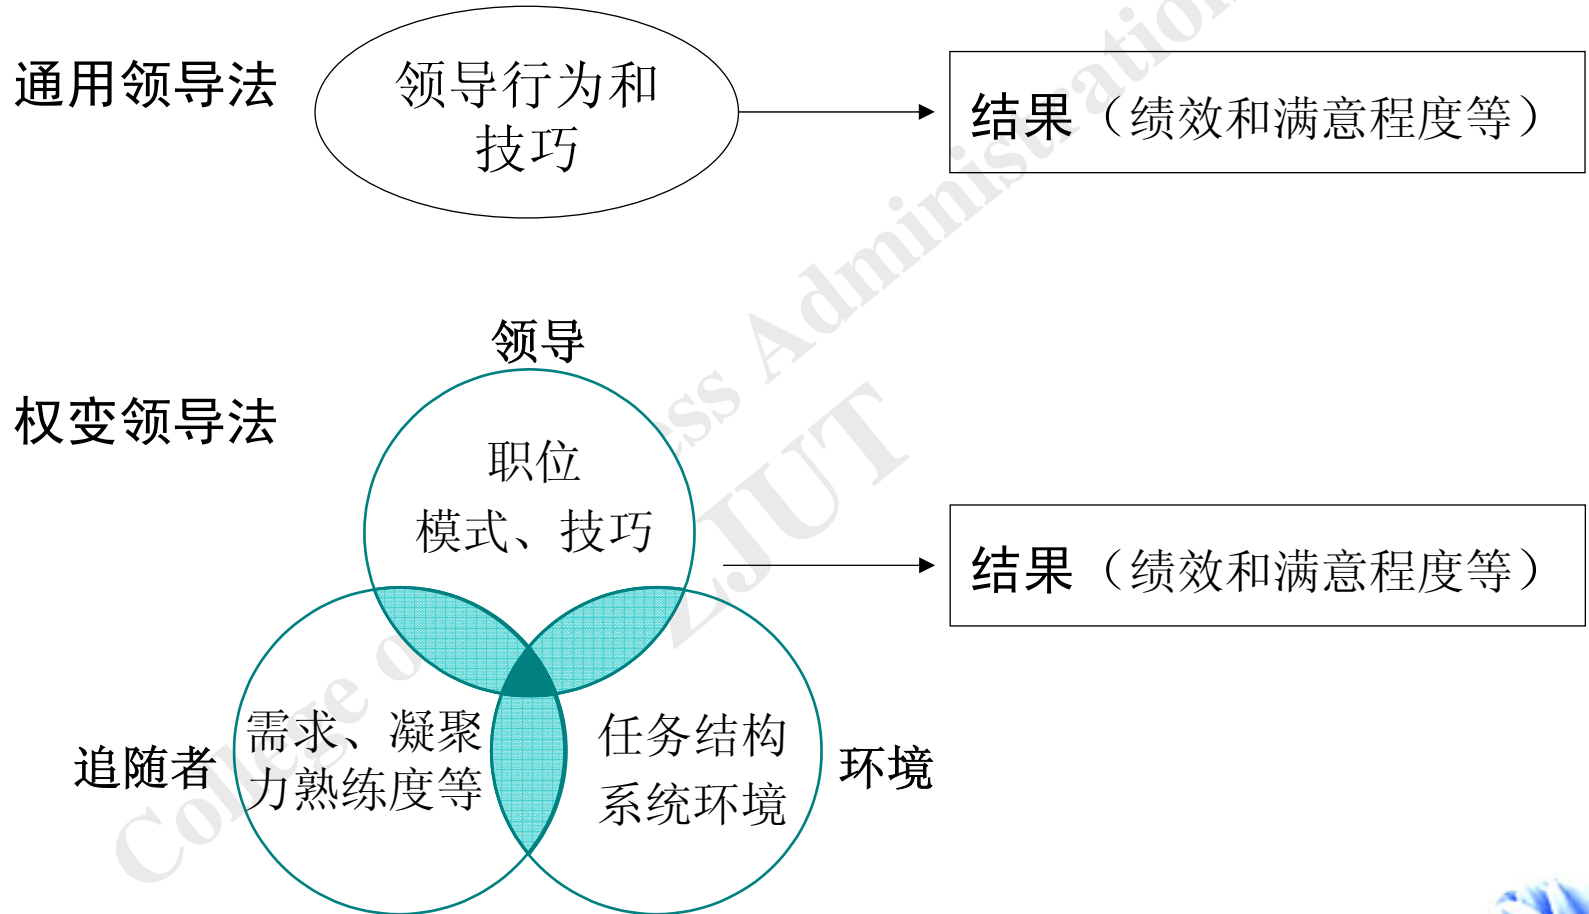 通用领导法
领导行为和
技巧
结果（绩效和满意程度等）
领导
权变领导法
职位
模式、技巧
结果（绩效和满意程度等）
追随者
需求、凝聚
力熟练度等
任务结构
系统环境
环境
College o ess Administration
ZJUT